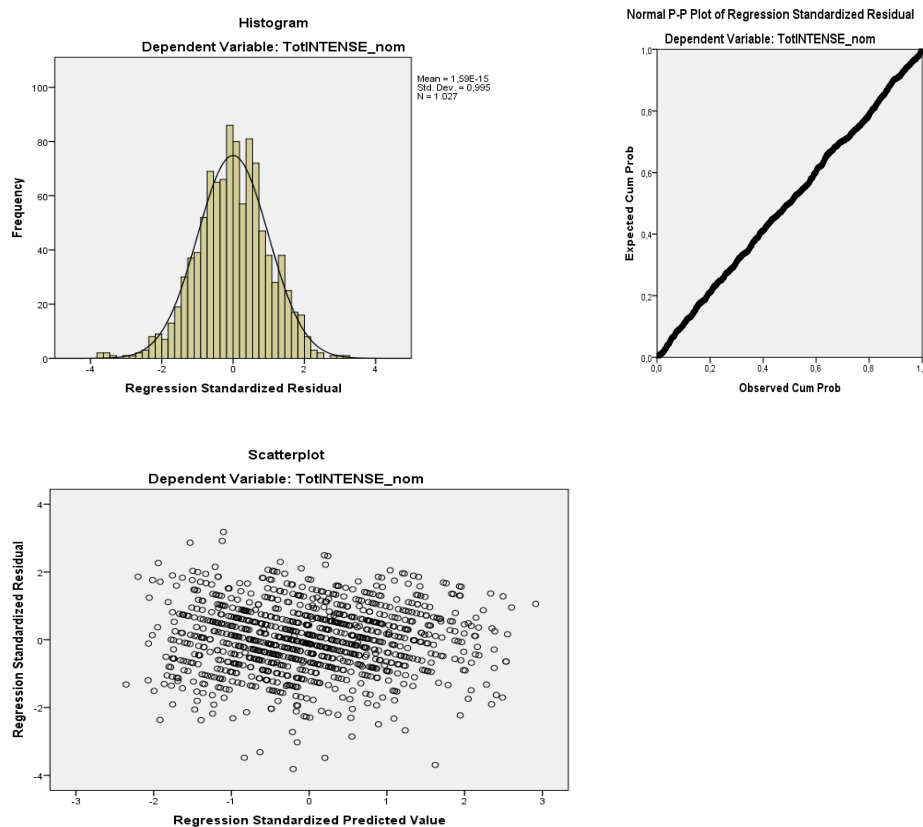 Histogram
Dependent Variable: TotINTENSE_nom
Mean = 1,59E-15
Std. Dev. = 0,995
N = 1.027
Frequency
100
80
60
40
20
0
-4
-2
0
2
4
Regression Standardized Residual
Normal P-P Plot of Regression Standardized Residual
Dependent Variable: TotINTENSE_nom
Expected Cum Prob
1,0
0,8
0,6
0,4
0,2
0,0
0,0
0,2
0,4
0,6
0,8
1,
Observed Cum Prob
Scatterplot
Dependent Variable: TotINTENSE_nom
Regression Standardized Residual
4
2
0
-2
-4
-3
-2
-1
0
1
2
3
Regression Standardized Predicted Value